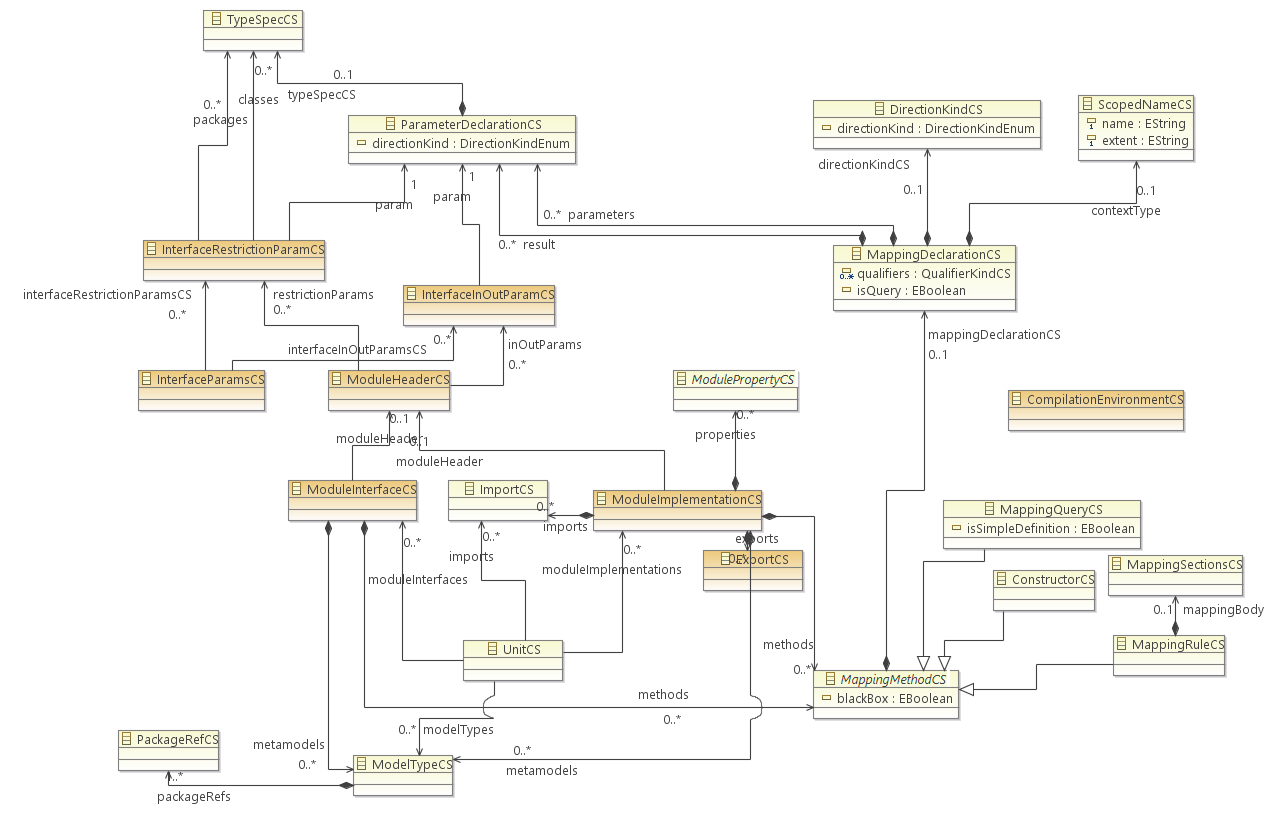 TypeSpecCS
0..*
0..1
0..*
classes
typeSpecCS
packages
ParameterDeclarationCS
directionKind : DirectionKindEnum
DirectionKindCS
directionKind : DirectionKindEnum
ScopedNameCS
1 name : EString
1 extent : EString
directionKindCS
1
1
param
param
0..1
0..1
contextType
0..* parameters
0..* result
InterfaceRestrictionParamCS
MappingDeclarationCS
0..* qualifiers : QualifierKindCS
isQuery : EBoolean
interfaceRestrictionParamsCS
0..*
restrictionParams
0..*
InterfaceInOutParamCS
0..*
interfaceInOutParamsCS
inOutParams
0..*
mappingDeclarationCS
0..1
InterfaceParamsCS
ModuleHeaderCS
ModulePropertyCS
CompilationEnvironmentCS
0..1
moduleHeader
0..1
moduleHeader
0..*
properties
ModuleInterfaceCS
ImportCS
ModuleImplementationCS
0..*
imports
MappingQueryCS
isSimpleDefinition : EBoolean
0..*
moduleInterfaces
0..*
imports
0..*
moduleImplementations
exports
0..*
ExportCS
ConstructorCS
MappingSectionsCS
0..1 mappingBody
UnitCS
methods
0..*
MappingRuleCS
MappingMethodCS
blackBox : EBoolean
methods
0..*
0..* modelTypes
PackageRefCS
metamodels
0..*
0..*
metamodels
ModelTypeCS
0..*
packageRefs